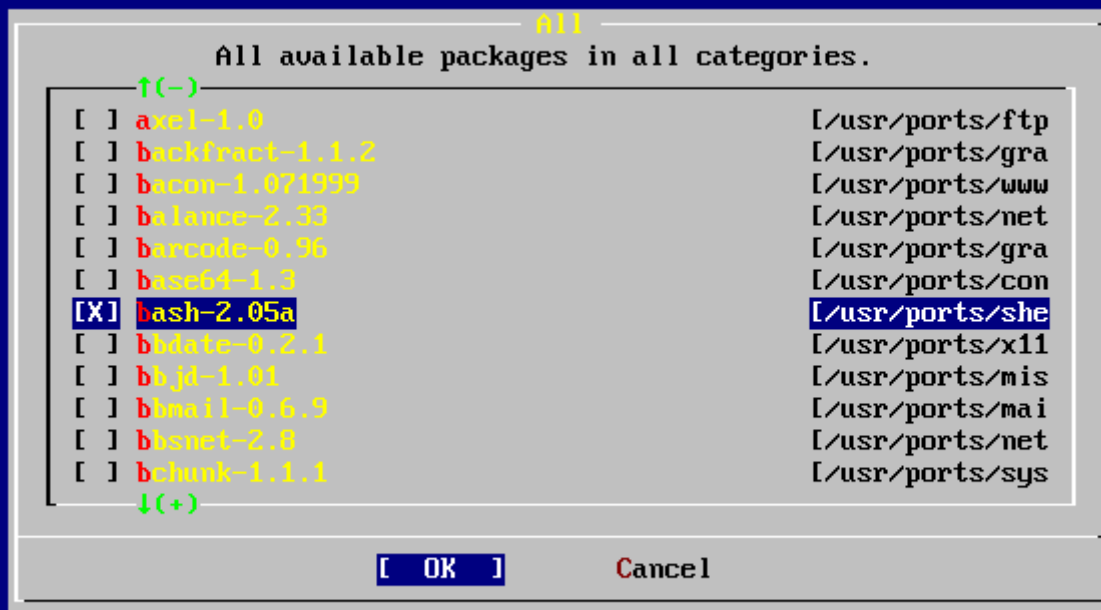 All
All available packages in all categories.
↑(-)
[ ] axel-1.0 [/usr/ports/ftp
[ ] backfract-1.1.2 [/usr/ports/gra
[ ] bacon-1.071999 [/usr/ports/www
[ ] balance-2.33 [/usr/ports/net
[ ] barcode-0.96 [/usr/ports/gra
[ ] base64-1.3 [/usr/ports/con
[X] bash-2.05a [/usr/ports/she
[ ] bbdate-0.2.1 [/usr/ports/x11
[ ] bbjd-1.01 [/usr/ports/mis
[ ] bbmail-0.6.9 [/usr/ports/mai
[ ] bbsnet-2.8 [/usr/ports/net
[ ] bchunk-1.1.1 [/usr/ports/sys
↓(+)
[ OK ] Cancel